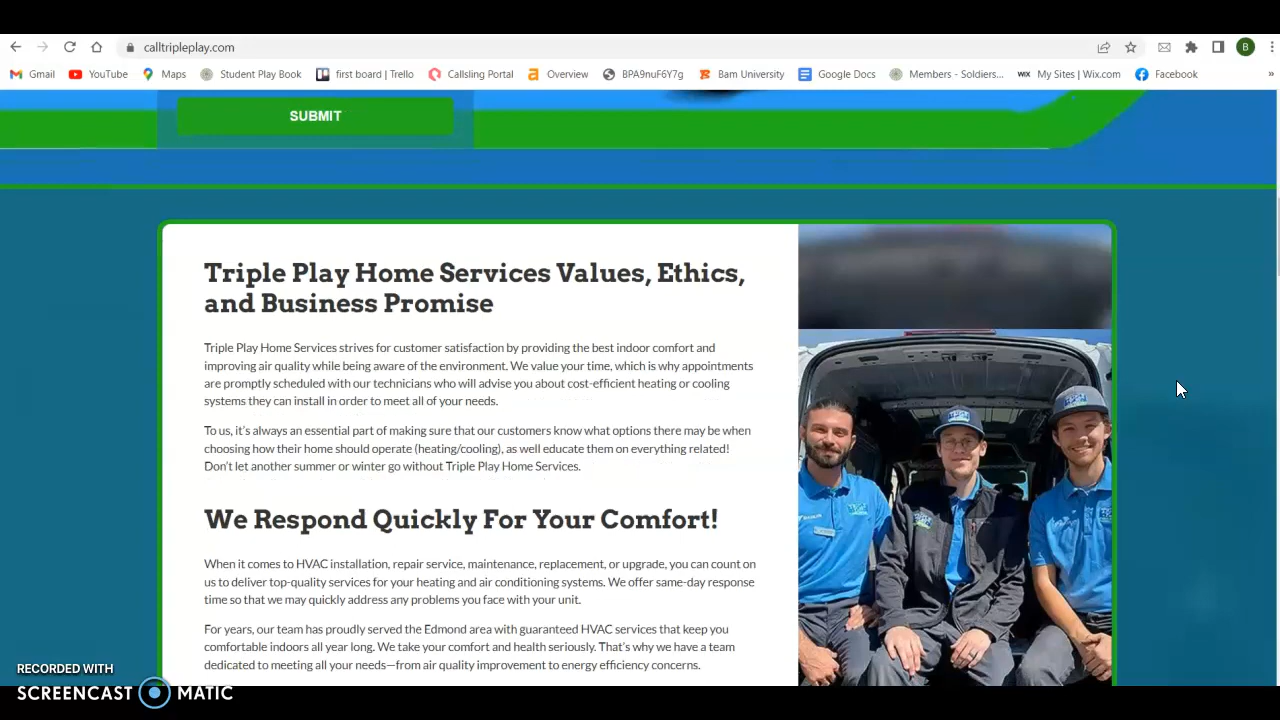 calltripleplay.com
B
Gmail
YouTube
Maps
Student Play Book
first board | Trello
Callsling Portal
Overview
BPA9nuF6Y7g
Bam University
Google Docs
Members - Soldiers...
WIX My Sites | Wix.com
Facebook
»
SUBMIT
Triple Play Home Services Values, Ethics,
and Business Promise
Triple Play Home Services strives for customer satisfaction by providing the best indoor comfort and
improving air quality while being aware of the environment. We value your time, which is why appointments
are promptly scheduled with our technicians who will advise you about cost-efficient heating or cooling
systems they can install in order to meet all of your needs.
To us, it's always an essential part of making sure that our customers know what options there may be when
choosing how their home should operate (heating/cooling), as well educate them on everything related!
Don't let another summer or winter go without Triple Play Home Services.
We Respond Quickly For Your Comfort!
When it comes to HVAC installation, repair service, maintenance, replacement, or upgrade, you can count on
us to deliver top-quality services for your heating and air conditioning systems. We offer same-day response
time so that we may quickly address any problems you face with your unit.
For years, our team has proudly served the Edmond area with guaranteed HVAC services that keep you
comfortable indoors all year long. We take your comfort and health seriously. That's why we have a team
dedicated to meeting all your needs—from air quality improvement to energy efficiency concerns.
RECORDED WITH
SCREENCAST MATIC